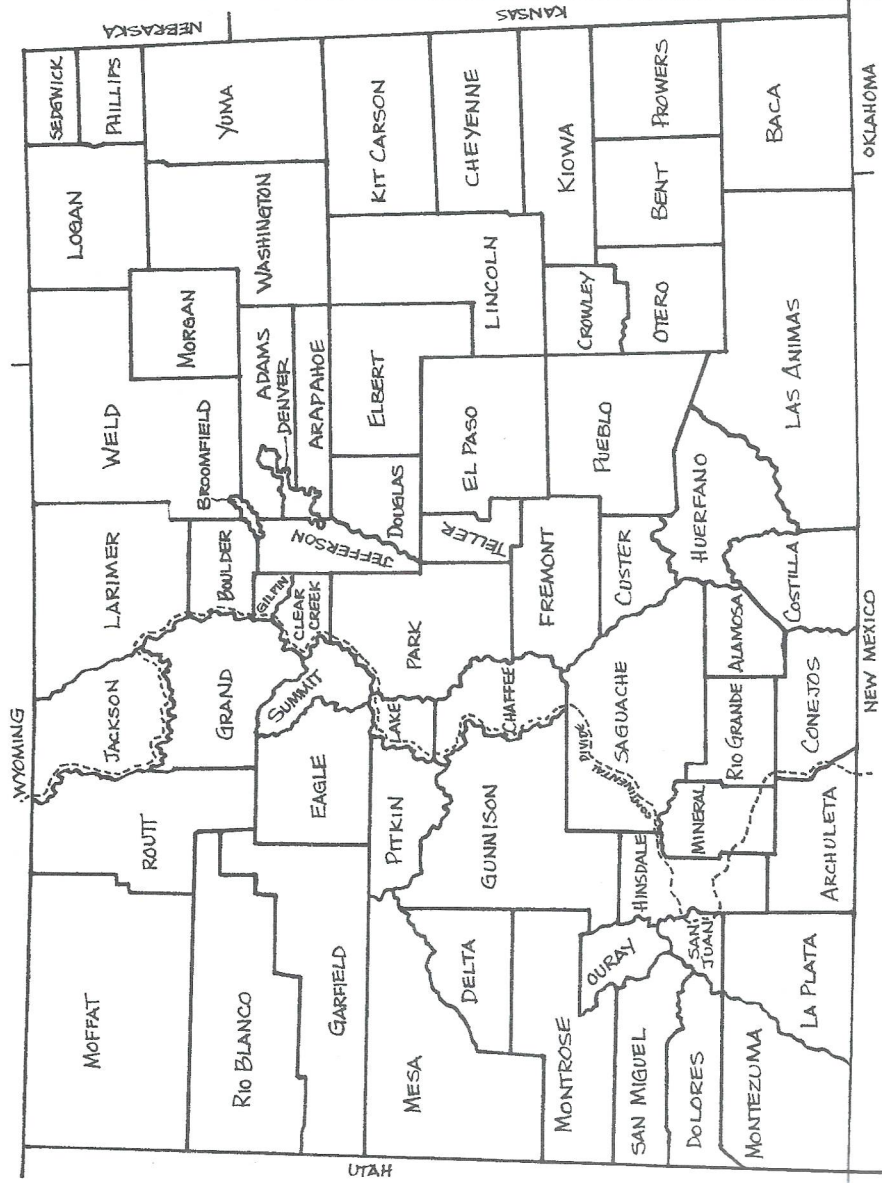 WYOMING
NEBRASKA
KANSAS
OKLAHOMA
NEW MEXICO
UTAH
MOFFAT
ROUTT
JACKSON
LARIMER
WELD
LOGAN
SEDGWICK
PHILLIPS
RIO BLANCO
GRAND
BOULDER
BROOMFIELD
MORGAN
WASHINGTON
YUMA
GARFIELD
EAGLE
SUMMIT
GILPIN
CLEAR
CREEK
JEFFERSON
ADAMS
DENVER
ARAPAHOE
MESA
PITKIN
LAKE
PARK
DOUGLAS
ELBERT
LINCOLN
KIT CARSON
DELTA
GUNNISON
CHAFFEE
TELLER
EL PASO
CHEYENNE
MONTROSE
OURAY
SAGUACHE
CONTINENTAL
DIVIDE
FREMONT
CUSTER
PUEBLO
CROWLEY
KIOWA
SAN MIGUEL
HINSDALE
OTERO
BENT
PROWERS
DOLORES
SAN
JUAN
MINERAL
RIO GRANDE
ALAMOSA
HUERFANO
MONTEZUMA
LA PLATA
ARCHULETA
CONEJOS
COSTILLA
LAS ANIMAS
BACA